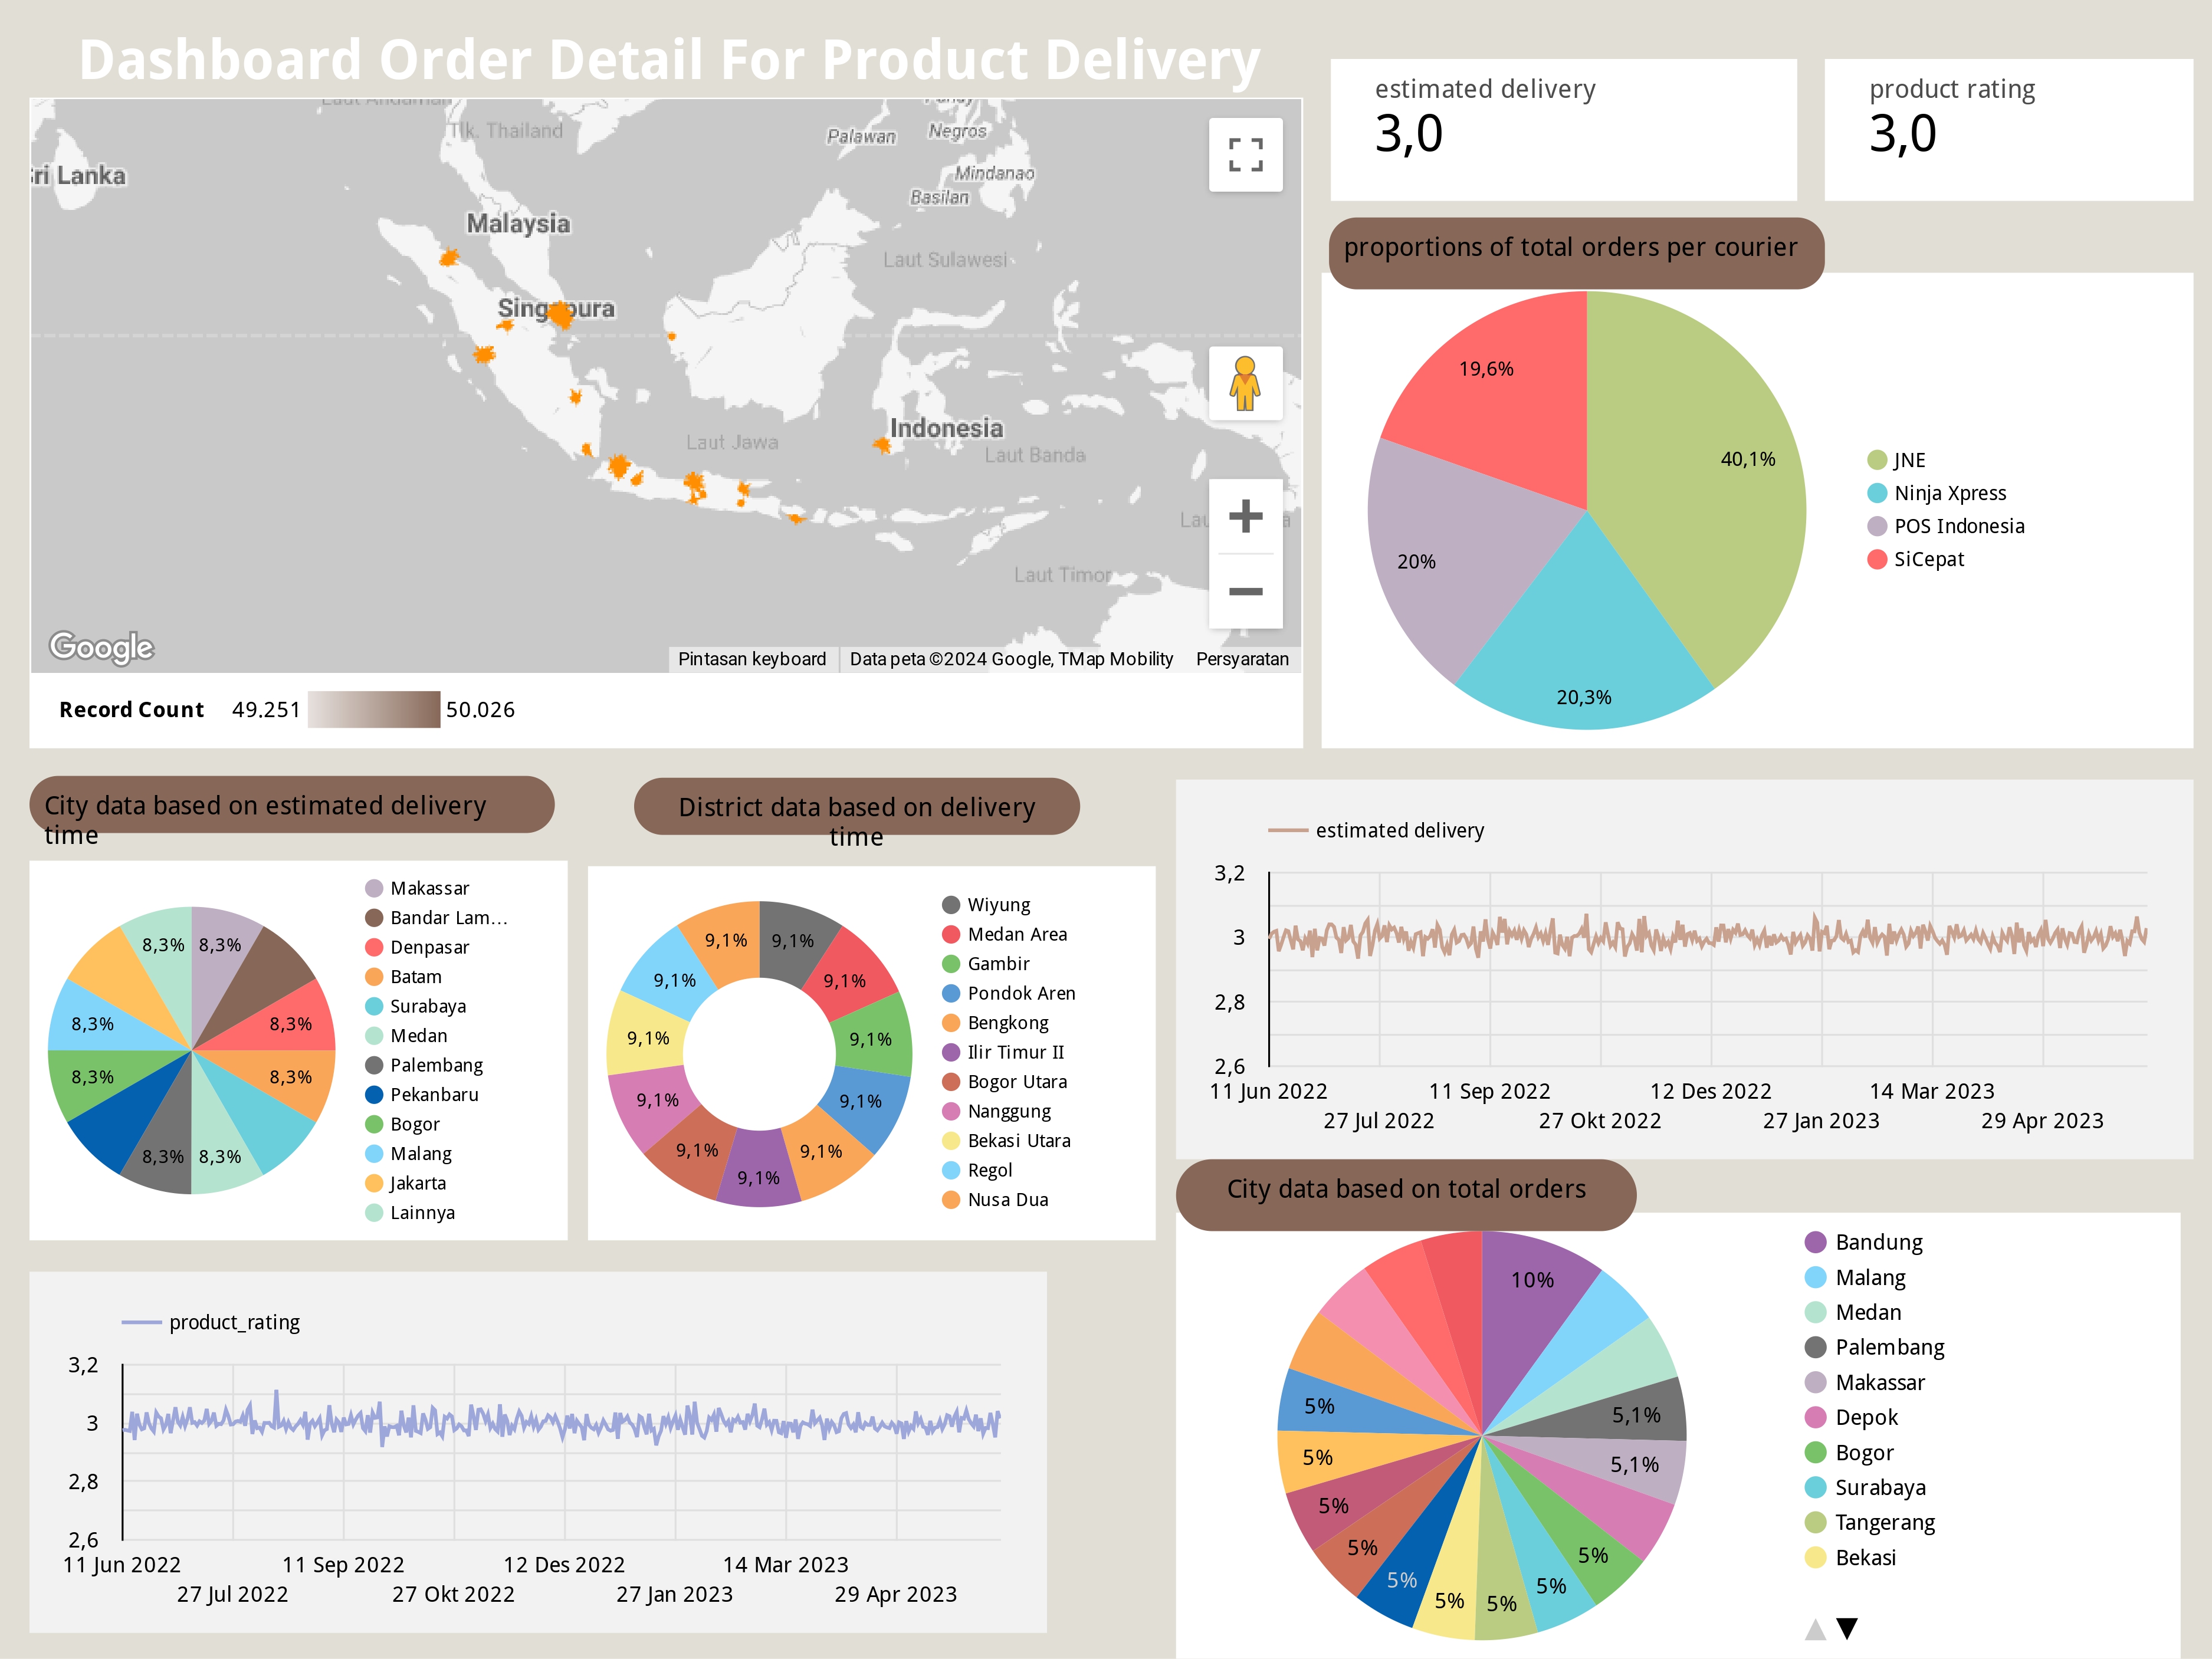 Dashboard Order Detail For Product Delivery
estimated delivery
3,0
product rating
3,0
Laut Andaman
Tlk. Thailand
Palawan
Negros
Mindanao
Basilan
Sri Lanka
Malaysia
Laut Sulawesi
Singapura
Indonesia
Laut Jawa
Laut Banda
Laut Timor
Google
Pintasan keyboard
Data peta ©2024 Google, TMap Mobility
Persyaratan
Record Count 49.251 50.026
proportions of total orders per courier
19,6%
40,1%
20%
20,3%
JNE
Ninja Xpress
POS Indonesia
SiCepat
City data based on estimated delivery
time
8,3% 8,3%
8,3% 8,3%
8,3% 8,3%
8,3% 8,3%
Makassar
Bandar Lam...
Denpasar
Batam
Surabaya
Medan
Palembang
Pekanbaru
Bogor
Malang
Jakarta
Lainnya
District data based on delivery
time
9,1% 9,1%
9,1% 9,1%
9,1% 9,1%
9,1% 9,1%
9,1% 9,1%
9,1%
Wiyung
Medan Area
Gambir
Pondok Aren
Bengkong
Ilir Timur II
Bogor Utara
Nanggung
Bekasi Utara
Regol
Nusa Dua
estimated delivery
3,2
3
2,8
2,6
11 Jun 2022 11 Sep 2022 12 Des 2022 14 Mar 2023
27 Jul 2022 27 Okt 2022 27 Jan 2023 29 Apr 2023
product_rating
3,2
3
2,8
2,6
11 Jun 2022 11 Sep 2022 12 Des 2022 14 Mar 2023
27 Jul 2022 27 Okt 2022 27 Jan 2023 29 Apr 2023
City data based on total orders
10%
5% 5,1%
5% 5,1%
5%
5% 5%
5% 5%
5% 5%
Bandung
Malang
Medan
Palembang
Makassar
Depok
Bogor
Surabaya
Tangerang
Bekasi